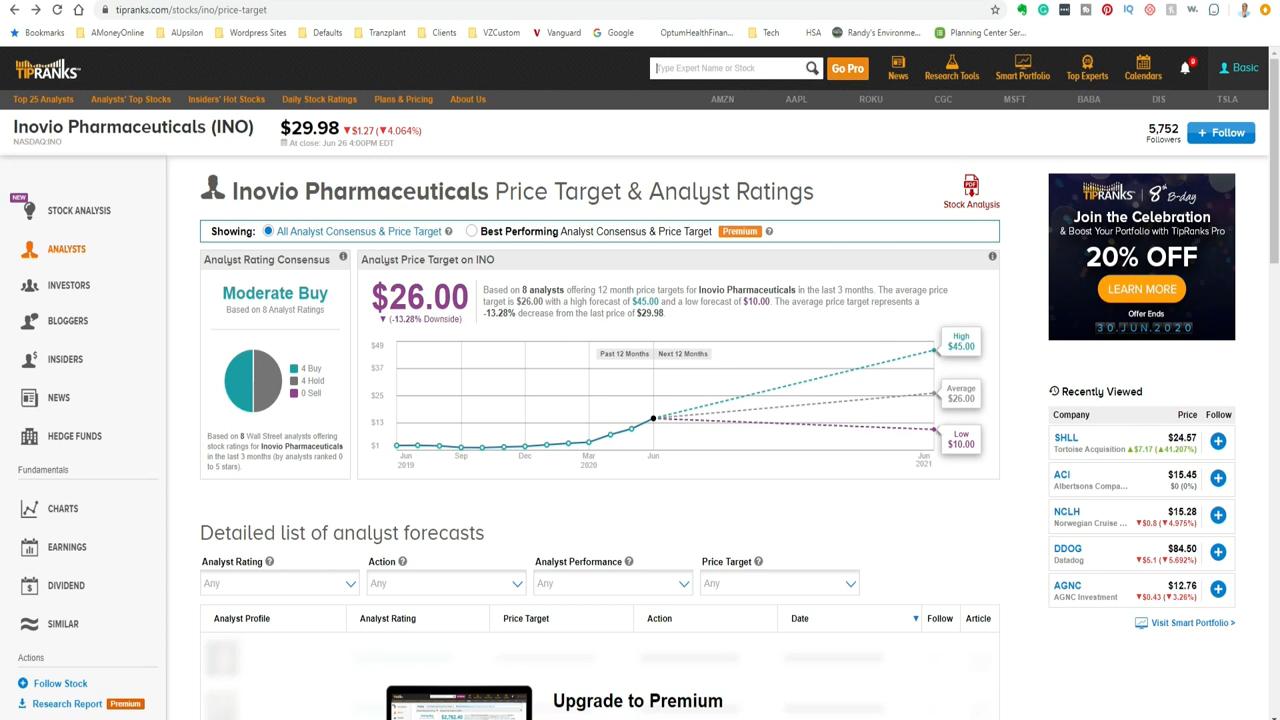 tipranks.com/stocks/ino/price-target
Bookmarks AMoneyOnline AUpsilon Wordpress Sites Defaults Tranzplant Clients VZCustom Vanguard Google OptumHealthFinan... Tech HSA Randy's Environme... Planning Center Ser...
TIPRANKS
Type Expert Name or Stock
Go Pro
News Research Tools Smart Portfolio Top Experts Calendars
9
Basic
Top 25 Analysts Analysts' Top Stocks Insiders' Hot Stocks Daily Stock Ratings Plans & Pricing About Us AMZN AAPL ROKU CGC MSFT BABA DIS TSLA
Inovio Pharmaceuticals (INO)
NASDAQ:INO
$29.98 ▼$1.27 (▼4.064%)
At close: Jun 26 4:00PM EDT
5,752
Followers
+ Follow
NEW
STOCK ANALYSIS
ANALYSTS
INVESTORS
BLOGGERS
INSIDERS
NEWS
HEDGE FUNDS
Fundamentals
CHARTS
EARNINGS
DIVIDEND
SIMILAR
Actions
Follow Stock
Research Report Premium
Inovio Pharmaceuticals Price Target & Analyst Ratings
PDF
Stock Analysis
Showing: All Analyst Consensus & Price Target Best Performing Analyst Consensus & Price Target Premium
Analyst Rating Consensus
Moderate Buy
Based on 8 Analyst Ratings
4 Buy
4 Hold
0 Sell
Based on 8 Wall Street analysts offering
stock ratings for Inovio Pharmaceuticals
in the last 3 months (by analysts ranked 0
to 5 stars).
Analyst Price Target on INO
$26.00
▼ (-13.28% Downside)
Based on 8 analysts offering 12 month price targets for Inovio Pharmaceuticals in the last 3 months. The average price
target is $26.00 with a high forecast of $45.00 and a low forecast of $10.00. The average price target represents a
-13.28% decrease from the last price of $29.98.
$49
$37
$25
$13
$1
Past 12 Months Next 12 Months
High
$45.00
Average
$26.00
Low
$10.00
Jun
2019
Sep
Dec
Mar
2020
Jun
Jun
2021
Detailed list of analyst forecasts
Analyst Rating Action Analyst Performance Price Target
Any Any Any Any
Analyst Profile Analyst Rating Price Target Action Date ▼ Follow Article
Upgrade to Premium
TIPRANKS 8th B-day
Join the Celebration
& Boost Your Portfolio with TipRanks Pro
20% OFF
LEARN MORE
Offer Ends
30.JUN.2020
Recently Viewed
Company Price Follow
SHLL $24.57
Tortoise Acquisition ▲$7.17 (▲41.207%)
ACI $15.45
Albertsons Compa... $0 (0%)
NCLH $15.28
Norwegian Cruise ... ▼$0.8 (▼4.975%)
DDOG $84.50
Datadog ▼$5.1 (▼5.692%)
AGNC $12.76
AGNC Investment ▼$0.43 (▼3.26%)
Visit Smart Portfolio >